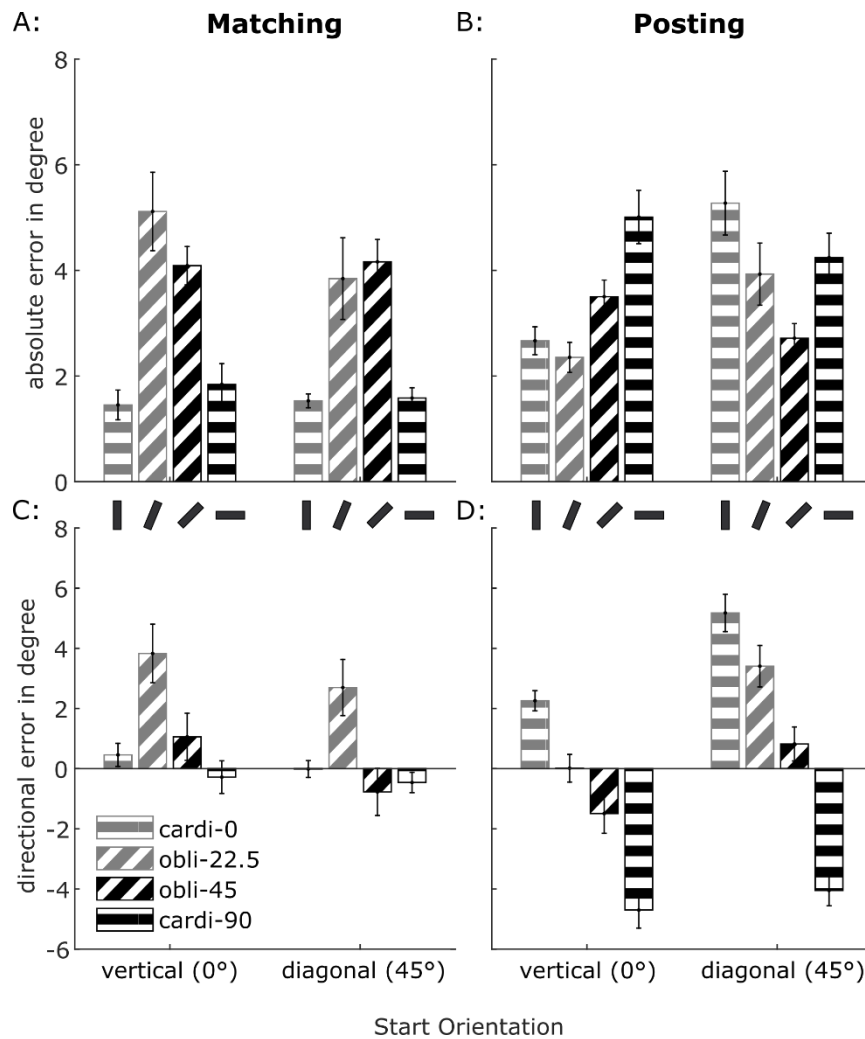 A: Matching
B: Posting
absolute error in degree
8
6
4
2
0
C:
D:
directional error in degree
8
6
4
2
0
-2
-4
-6
cardi-0
obli-22.5
obli-45
cardi-90
vertical (0°) diagonal (45°)
vertical (0°) diagonal (45°)
Start Orientation